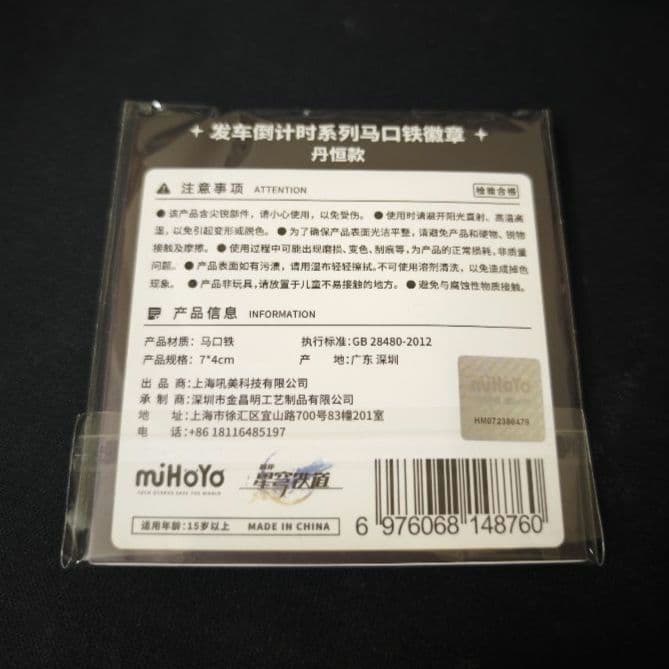 发车倒计时系列马口铁徽章
丹恒款
注意事项 ATTENTION
检验合格
● 该产品含尖锐部件，请小心使用，以免受伤。 ● 使用时请避开阳光直射、高温高
温，以免引起变形或脱色。 ● 为了确保产品表面光洁平整，请避免产品和硬物、锐物
接触及摩擦。 ● 使用过程中可能出现磨损、变色、刮痕等，为产品的正常损耗，非质量
问题。 ● 产品表面如有污渍，请用湿布轻轻擦拭。不可使用溶剂清洗，以免造成掉色
现象。 ● 产品非玩具，请放置于儿童不易接触的地方。 ● 避免与腐蚀性物质接触。
产品信息 INFORMATION
产品材质：马口铁 执行标准：GB 28480-2012
产品规格：7*4cm 产 地：广东 深圳
出 品 商：上海吼美科技有限公司
承 制 商：深圳市金昌明工艺制品有限公司
地 址：上海市徐汇区宜山路700号83幢201室
电 话：+86 18116485197
miHoYo
HM072386479
miHoYo
TECH OTAKUS SAVE THE WORLD
崩坏
星穹铁道
适用年龄：15岁以上 MADE IN CHINA
6 976068 148760